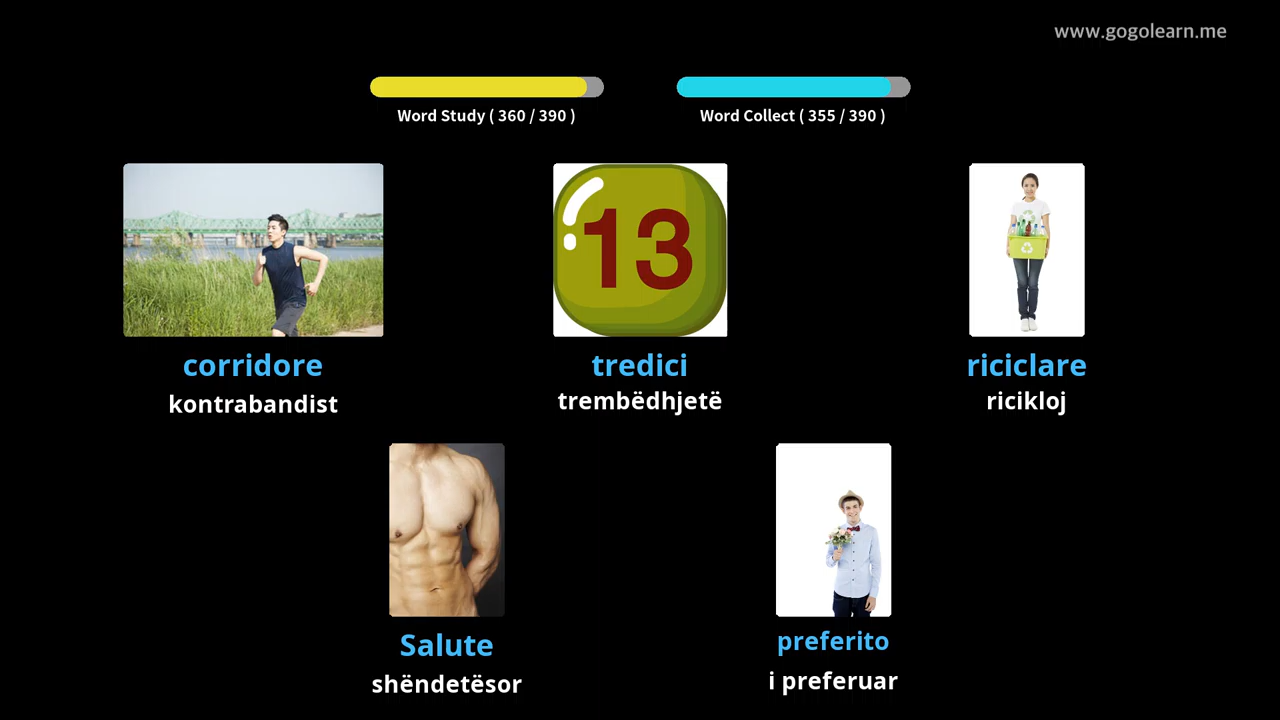 www.gogolearn.me
Word Study ( 360 / 390 )
Word Collect ( 355 / 390 )
13
corridore
kontrabandist
tredici
trembëdhjetë
riciclare
ricikloj
Salute
shëndetësor
preferito
i preferuar